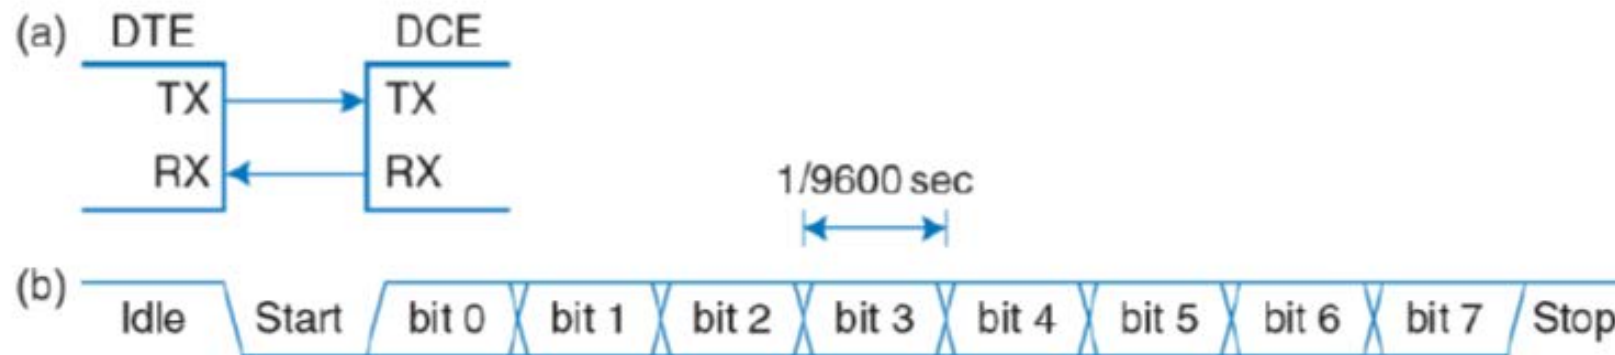 (a) DTE DCE
TX TX
RX RX
1/9600 sec
(b) Idle Start bit 0 bit 1 bit 2 bit 3 bit 4 bit 5 bit 6 bit 7 Stop